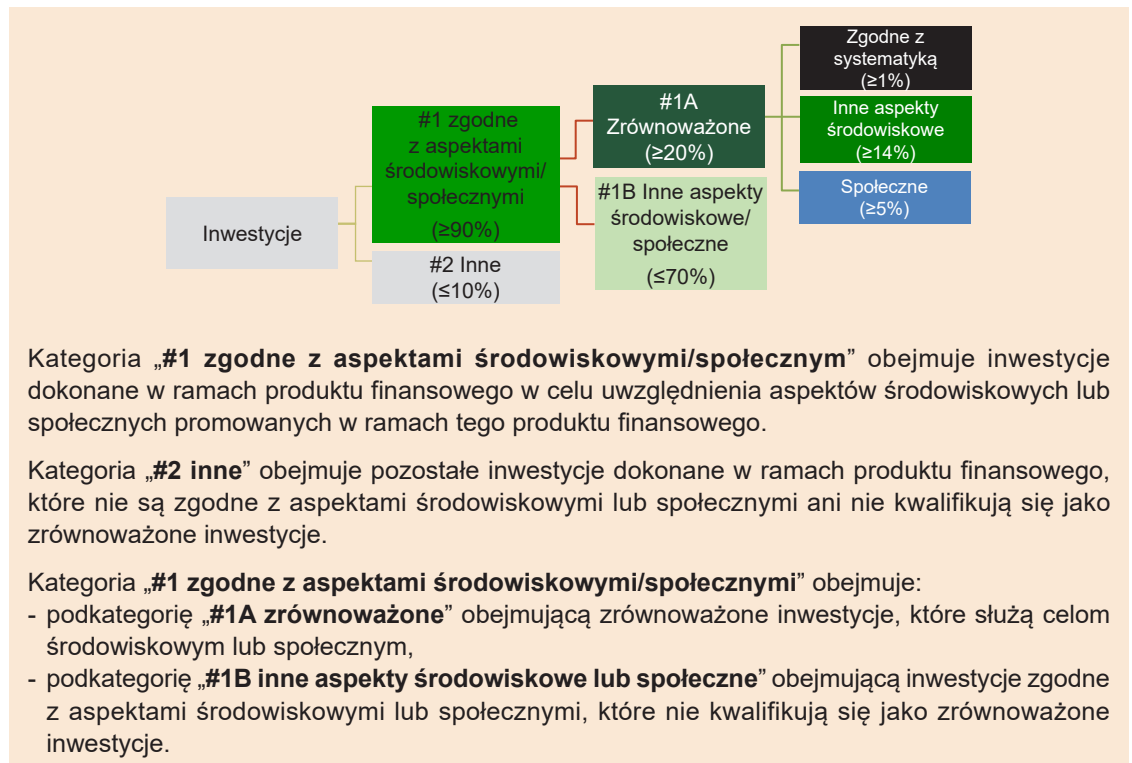 Zgodne z
systematyką
(≥1%)
#1A
Zrównoważone
(≥20%)
Inne aspekty
środowiskowe
(≥14%)
#1 zgodne
z aspektami
środowiskowymi/
społecznymi
(≥90%)
Społeczne
(≥5%)
#1B Inne aspekty
środowiskowe/
społeczne
(≤70%)
Inwestycje
#2 Inne
(≤10%)
Kategoria „#1 zgodne z aspektami środowiskowymi/społecznym” obejmuje inwestycje
dokonane w ramach produktu finansowego w celu uwzględnienia aspektów środowiskowych lub
społecznych promowanych w ramach tego produktu finansowego.
Kategoria „#2 inne” obejmuje pozostałe inwestycje dokonane w ramach produktu finansowego,
które nie są zgodne z aspektami środowiskowymi lub społecznymi ani nie kwalifikują się jako
zrównoważone inwestycje.
Kategoria „#1 zgodne z aspektami środowiskowymi/społecznymi” obejmuje:
- podkategorię „#1A zrównoważone” obejmującą zrównoważone inwestycje, które służą celom
środowiskowym lub społecznym,
- podkategorię „#1B inne aspekty środowiskowe lub społeczne” obejmującą inwestycje zgodne
z aspektami środowiskowymi lub społecznymi, które nie kwalifikują się jako zrównoważone
inwestycje.